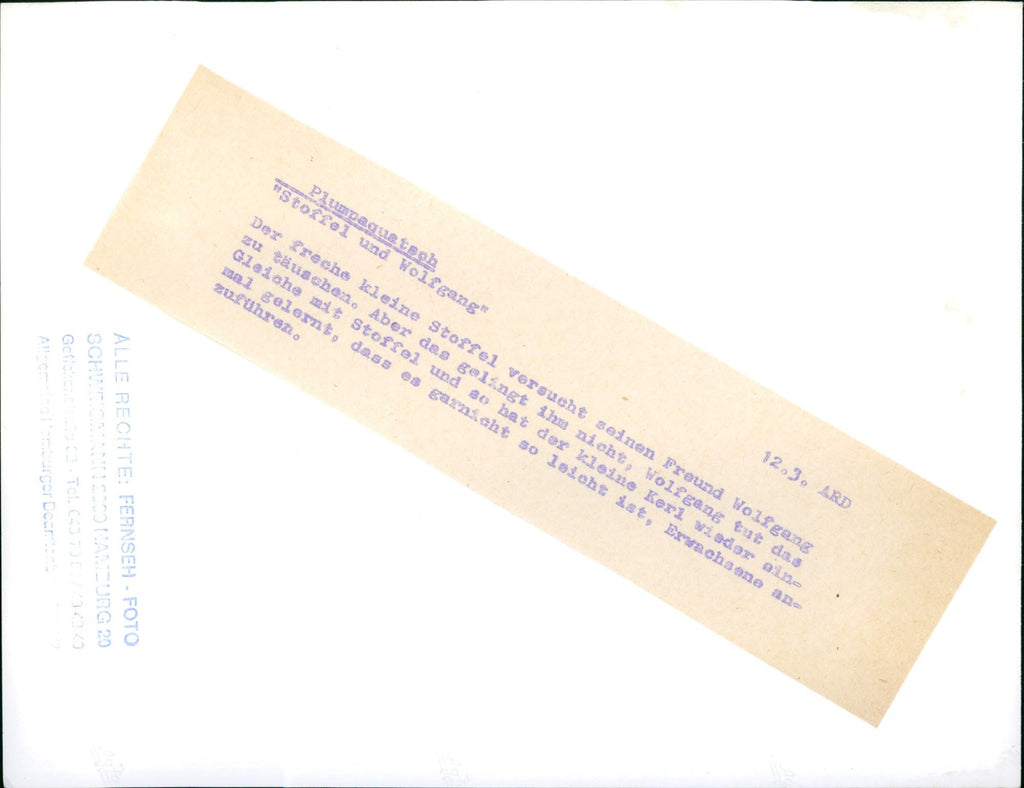 Plumpaquatsch
"Stoffel und Wolfgang"
12.3. ARD
Der freche kleine Stoffel versucht seinen Freund Wolfgang
zu täuschen. Aber das gelingt ihm nicht, Wolfgang tut das
Gleiche mit Stoffel und so hat der kleine Kerl wieder ein-
mal gelernt, dass es garnicht so leicht ist, Erwachsene an-
zuführen.
ALLE RECHTE: FERNSEH - FOTO
HAMBURG 20
Tel.
Hamburger